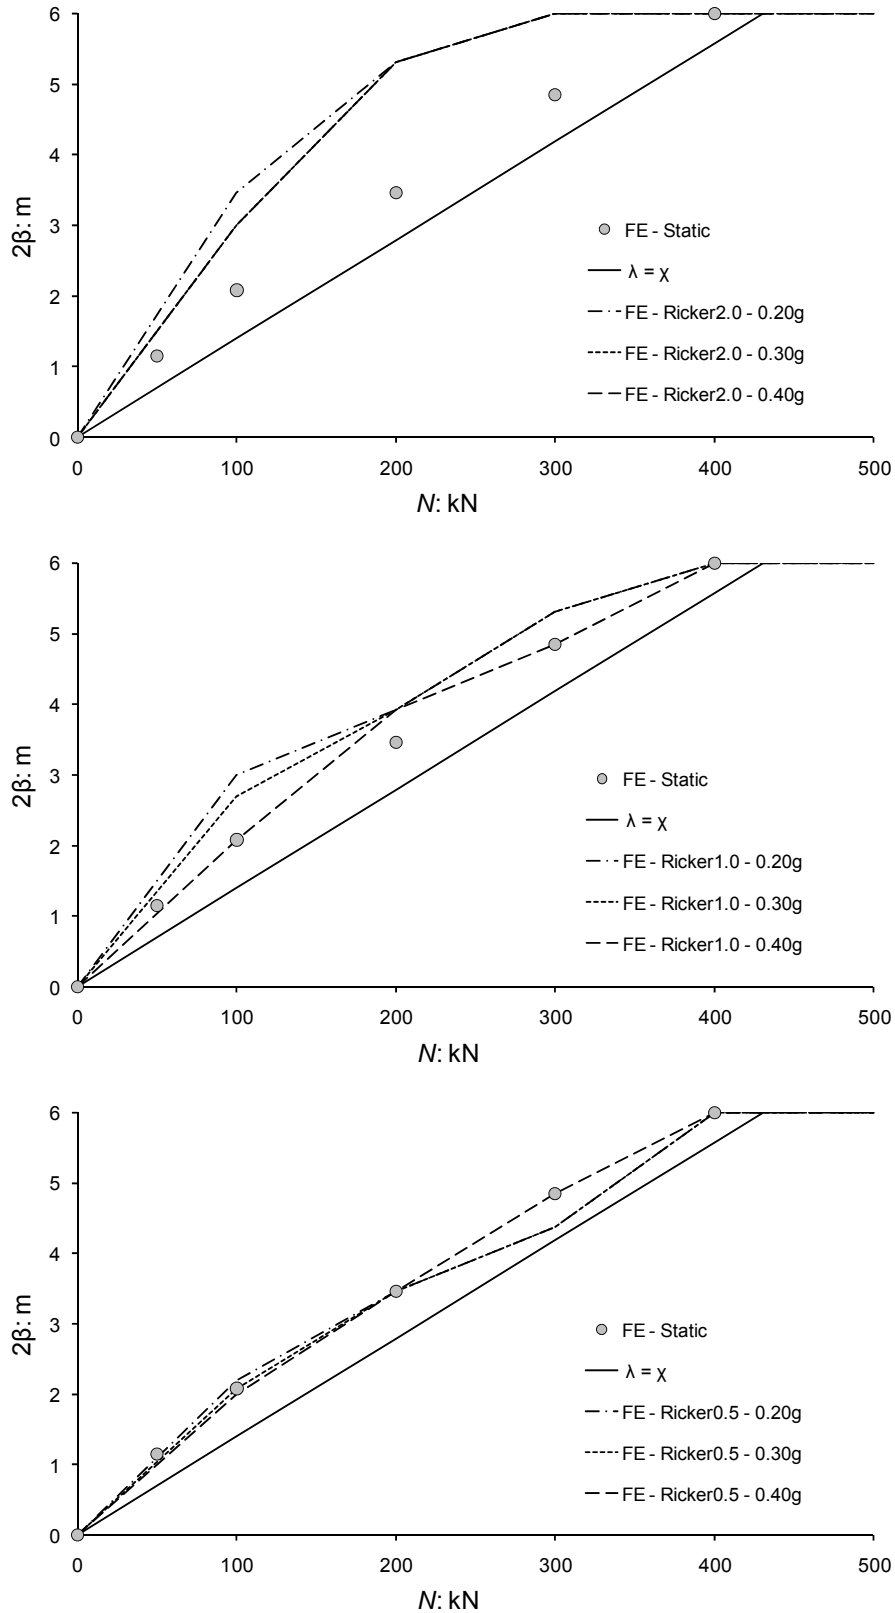 6
5
4
3
2
1
0
2β: m
FE - Static
λ = χ
FE - Ricker2.0 - 0.20g
FE - Ricker2.0 - 0.30g
FE - Ricker2.0 - 0.40g
0 100 200 300 400 500
N: kN
6
5
4
3
2
1
0
2β: m
FE - Static
λ = χ
FE - Ricker1.0 - 0.20g
FE - Ricker1.0 - 0.30g
FE - Ricker1.0 - 0.40g
0 100 200 300 400 500
N: kN
6
5
4
3
2
1
0
2β: m
FE - Static
λ = χ
FE - Ricker0.5 - 0.20g
FE - Ricker0.5 - 0.30g
FE - Ricker0.5 - 0.40g
0 100 200 300 400 500
N: kN